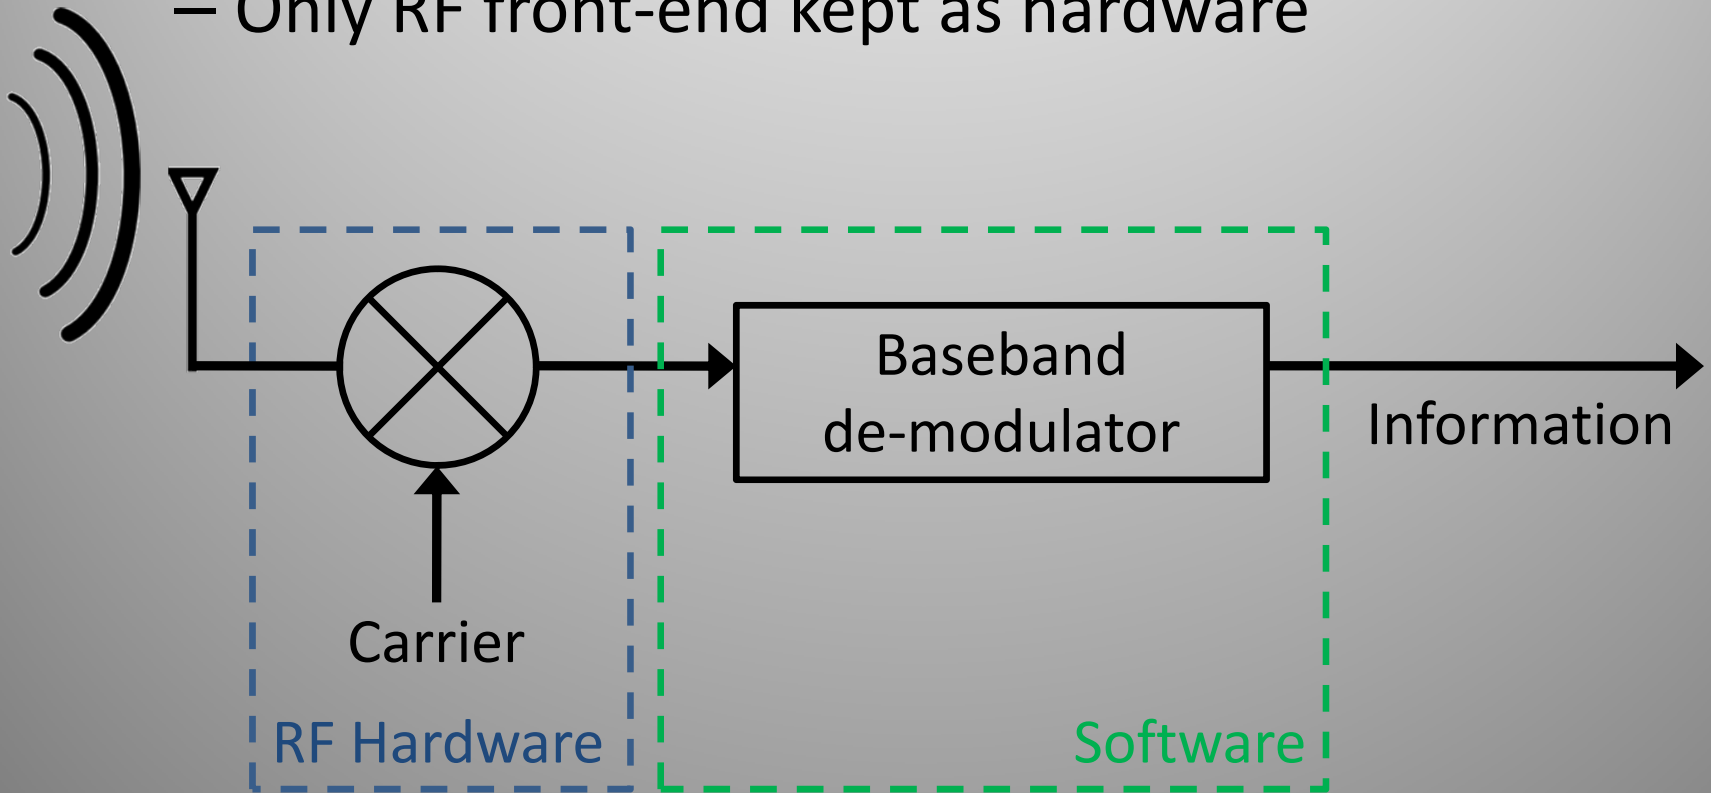 – Only RF front-end kept as hardware
Baseband
de-modulator
Information
Carrier
RF Hardware
Software